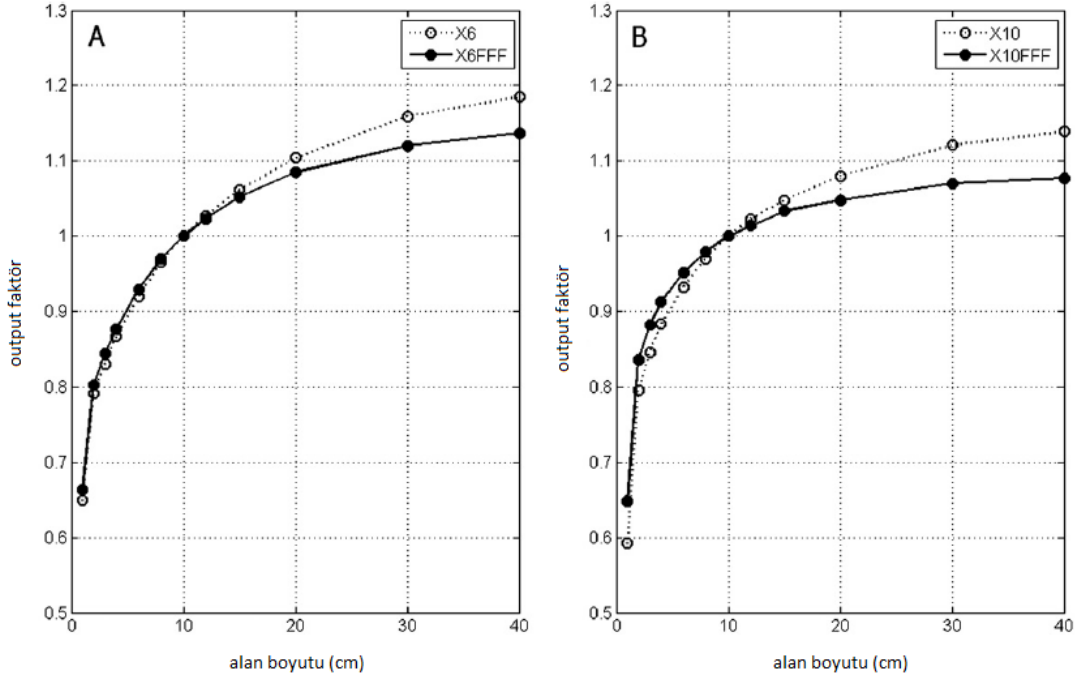 A
X6
X6FFF
1.3
1.2
1.1
1
0.9
0.8
0.7
0.6
0.5
output faktör
0 10 20 30 40
alan boyutu (cm)
B
X10
X10FFF
1.3
1.2
1.1
1
0.9
0.8
0.7
0.6
0.5
output faktör
0 10 20 30 40
alan boyutu (cm)